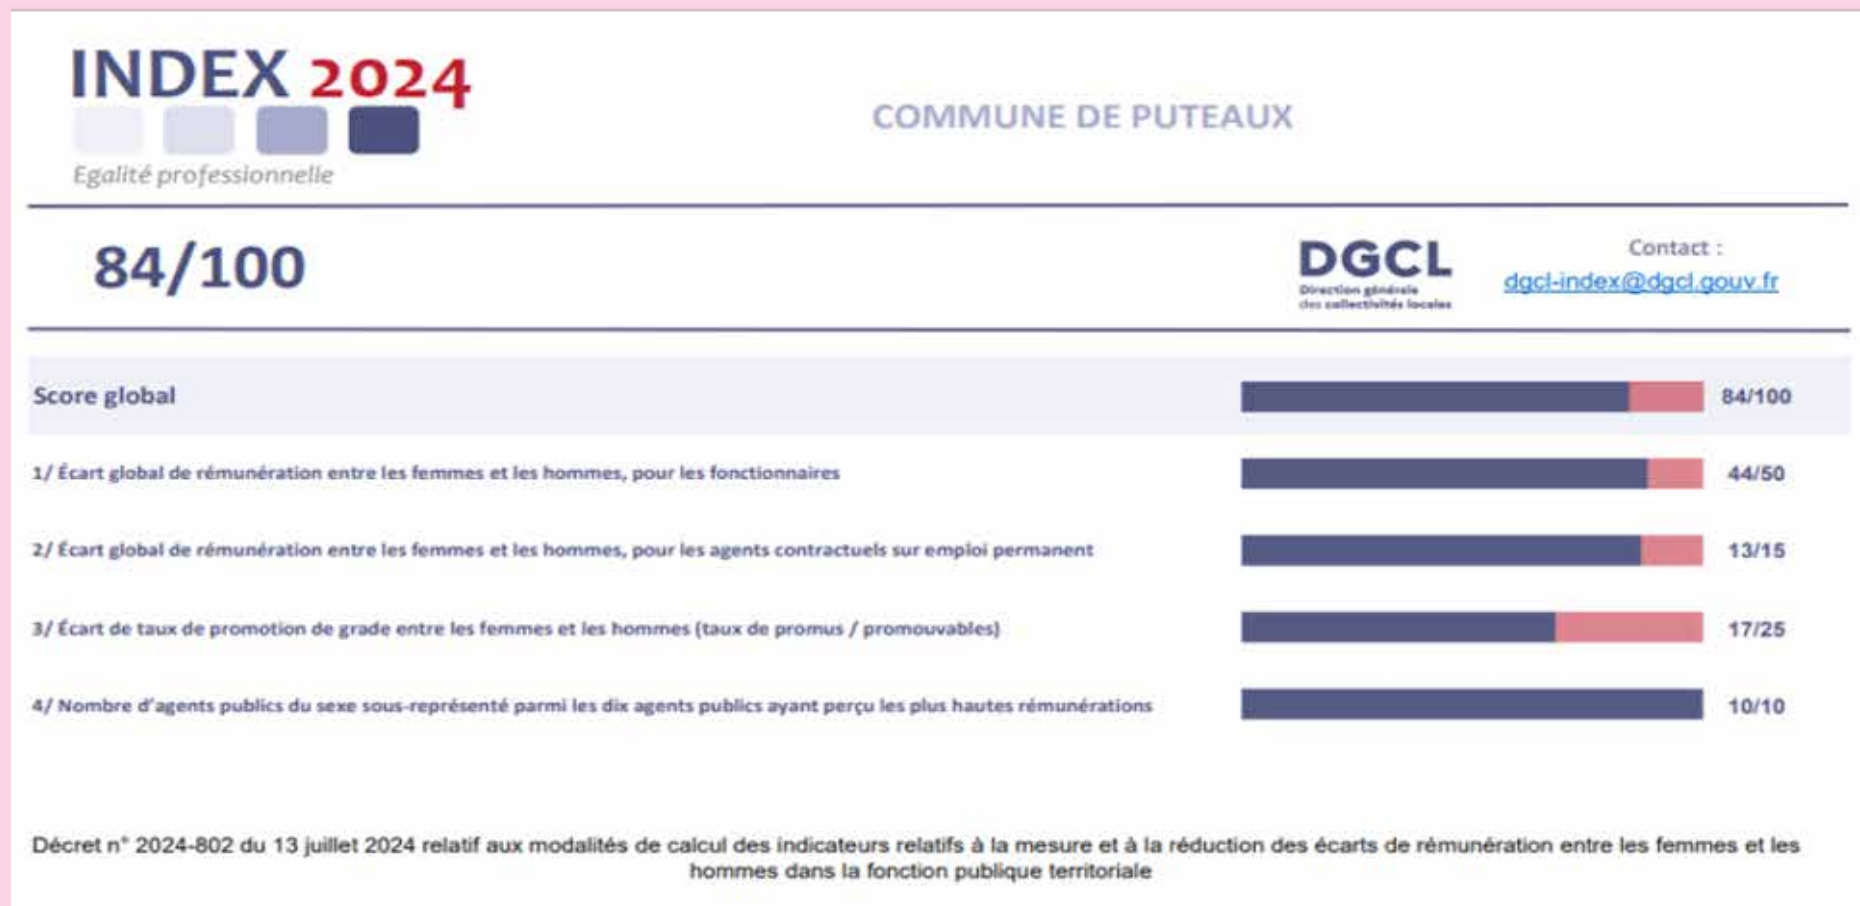 INDEX 2024
Egalité professionnelle
COMMUNE DE PUTEAUX
84/100
DGCL
Direction générale
des collectivités locales
Contact :
dgcl-index@dgcl.gouv.fr
Score global 84/100
1/ Écart global de rémunération entre les femmes et les hommes, pour les fonctionnaires 44/50
2/ Écart global de rémunération entre les femmes et les hommes, pour les agents contractuels sur emploi permanent 13/15
3/ Écart de taux de promotion de grade entre les femmes et les hommes (taux de promus / promouvables) 17/25
4/ Nombre d'agents publics du sexe sous-représenté parmi les dix agents publics ayant perçu les plus hautes rémunérations 10/10
Décret n° 2024-802 du 13 juillet 2024 relatif aux modalités de calcul des indicateurs relatifs à la mesure et à la réduction des écarts de rémunération entre les femmes et les
hommes dans la fonction publique territoriale